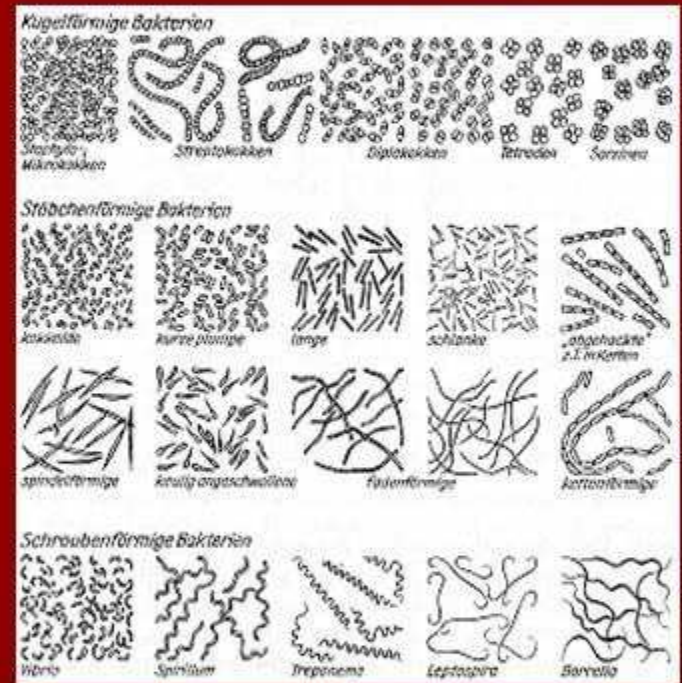 Kugelförmige Bakterien
Staphylo-,
Mikrokokken
Streptokokken
Diplokokken
Tetraden
Sarzinen
Stäbchenförmige Bakterien
kokkoide
kurze plumpe
lange
schlanke
„abgehackte"
z.T. in Ketten
spindelförmige
keulig angeschwollene
fadenförmige
kettenförmige
Schraubenförmige Bakterien
Vibrio
Spirillum
Treponema
Leptospira
Borrelia